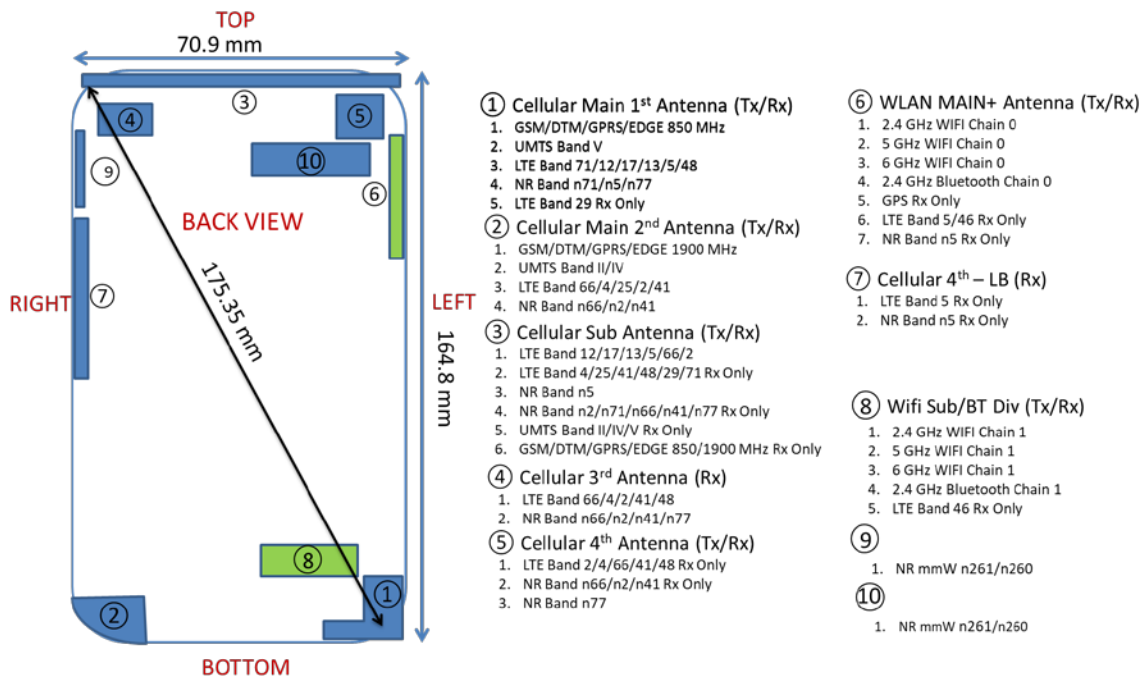 TOP
70.9 mm
③
④
⑤
⑩
⑨
⑥
BACK VIEW
175.35 mm
RIGHT
⑦
LEFT
164.8 mm
⑧
①
②
BOTTOM
① Cellular Main 1st Antenna (Tx/Rx)
1. GSM/DTM/GPRS/EDGE 850 MHz
2. UMTS Band V
3. LTE Band 71/12/17/13/5/48
4. NR Band n71/n5/n77
5. LTE Band 29 Rx Only
② Cellular Main 2nd Antenna (Tx/Rx)
1. GSM/DTM/GPRS/EDGE 1900 MHz
2. UMTS Band II/IV
3. LTE Band 66/4/25/2/41
4. NR Band n66/n2/n41
③ Cellular Sub Antenna (Tx/Rx)
1. LTE Band 12/17/13/5/66/2
2. LTE Band 4/25/41/48/29/71 Rx Only
3. NR Band n5
4. NR Band n2/n71/n66/n41/n77 Rx Only
5. UMTS Band II/IV/V Rx Only
6. GSM/DTM/GPRS/EDGE 850/1900 MHz Rx Only
④ Cellular 3rd Antenna (Rx)
1. LTE Band 66/4/2/41/48
2. NR Band n66/n2/n41/n77
⑤ Cellular 4th Antenna (Tx/Rx)
1. LTE Band 2/4/66/41/48 Rx Only
2. NR Band n66/n2/n41 Rx Only
3. NR Band n77
⑥ WLAN MAIN+ Antenna (Tx/Rx)
1. 2.4 GHz WIFI Chain 0
2. 5 GHz WIFI Chain 0
3. 6 GHz WIFI Chain 0
4. 2.4 GHz Bluetooth Chain 0
5. GPS Rx Only
6. LTE Band 5/46 Rx Only
7. NR Band n5 Rx Only
⑦ Cellular 4th – LB (Rx)
1. LTE Band 5 Rx Only
2. NR Band n5 Rx Only
⑧ Wifi Sub/BT Div (Tx/Rx)
1. 2.4 GHz WIFI Chain 1
2. 5 GHz WIFI Chain 1
3. 6 GHz WIFI Chain 1
4. 2.4 GHz Bluetooth Chain 1
5. LTE Band 46 Rx Only
⑨
1. NR mmW n261/n260
⑩
1. NR mmW n261/n260